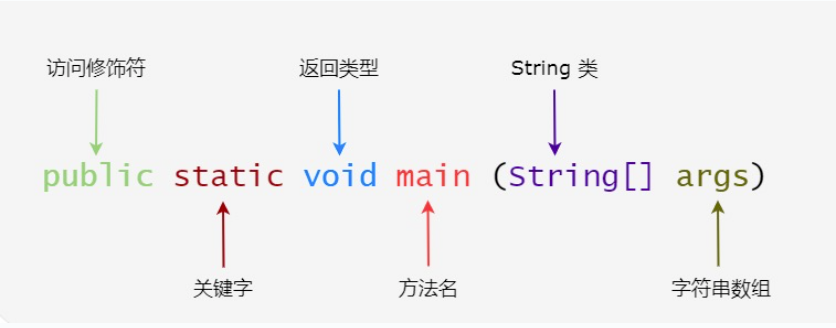 访问修饰符 返回类型 String 类
public static void main (String[] args)
关键字 方法名 字符串数组